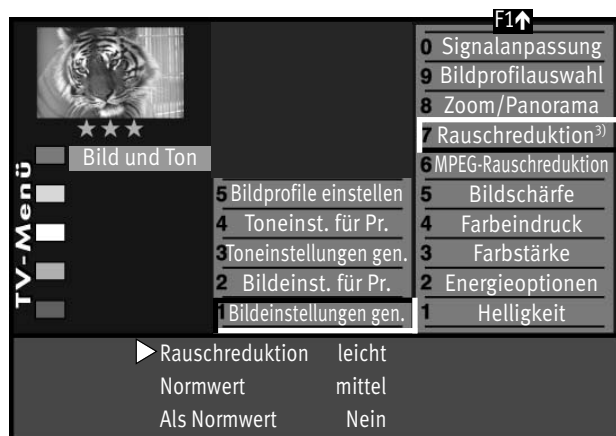 F1↑
0 Signalanpassung
9 Bildprofilauswahl
8 Zoom/Panorama
7 Rauschreduktion3)
6 MPEG-Rauschreduktion
5 Bildschärfe
4 Farbeindruck
3 Farbstärke
2 Energieoptionen
1 Helligkeit
TV-Menü
Bild und Ton
5 Bildprofile einstellen
4 Toneinst. für Pr.
3 Toneinstellungen gen.
2 Bildeinst. für Pr.
1 Bildeinstellungen gen.
Rauschreduktion leicht
Normwert mittel
Als Normwert Nein